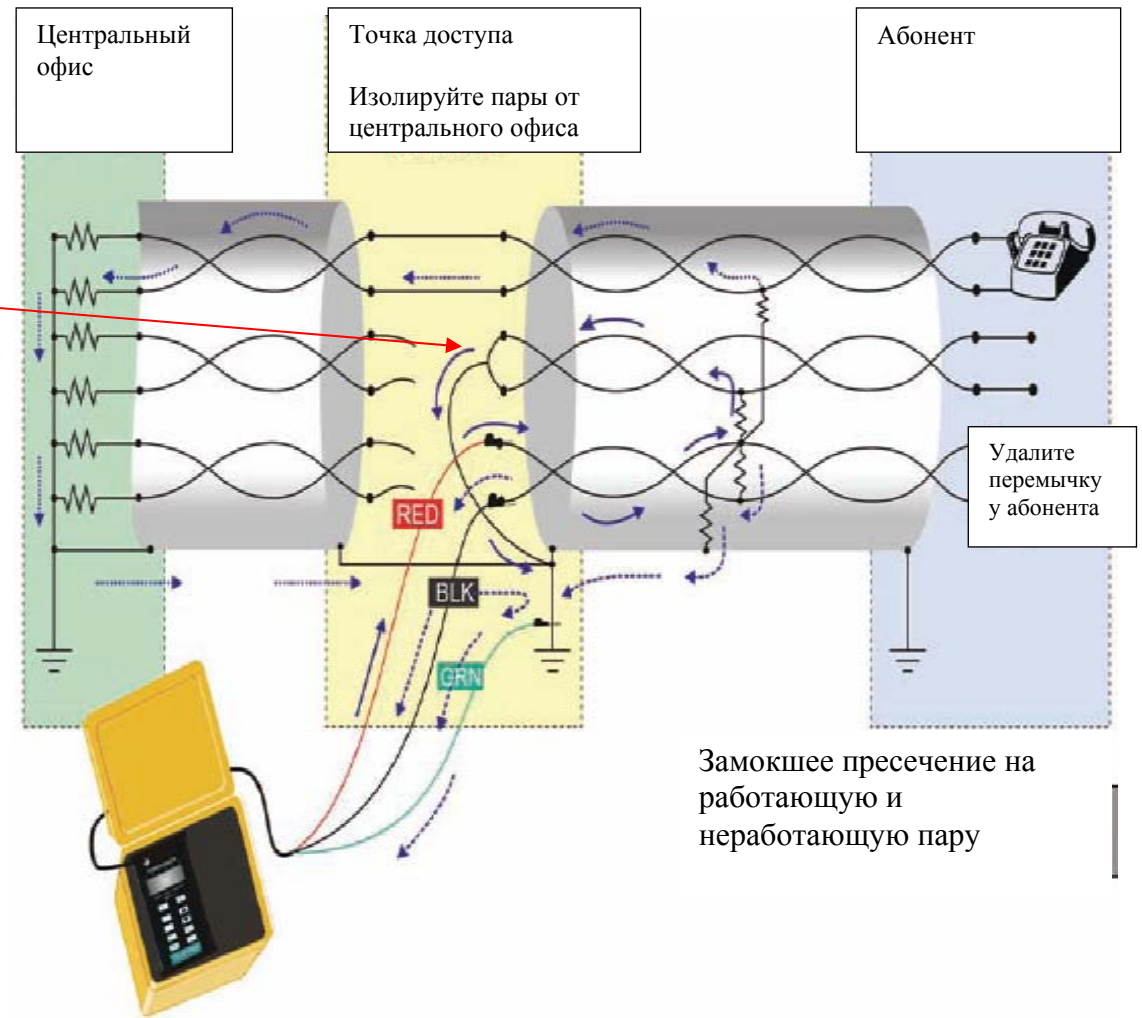 Центральный
офис
Точка доступа
Изолируйте пары от
центрального офиса
Абонент
Удалите
перемычку
у абонента
RED
BLK
GRN
Замокшее пресечение на
работающую и
неработающую пару